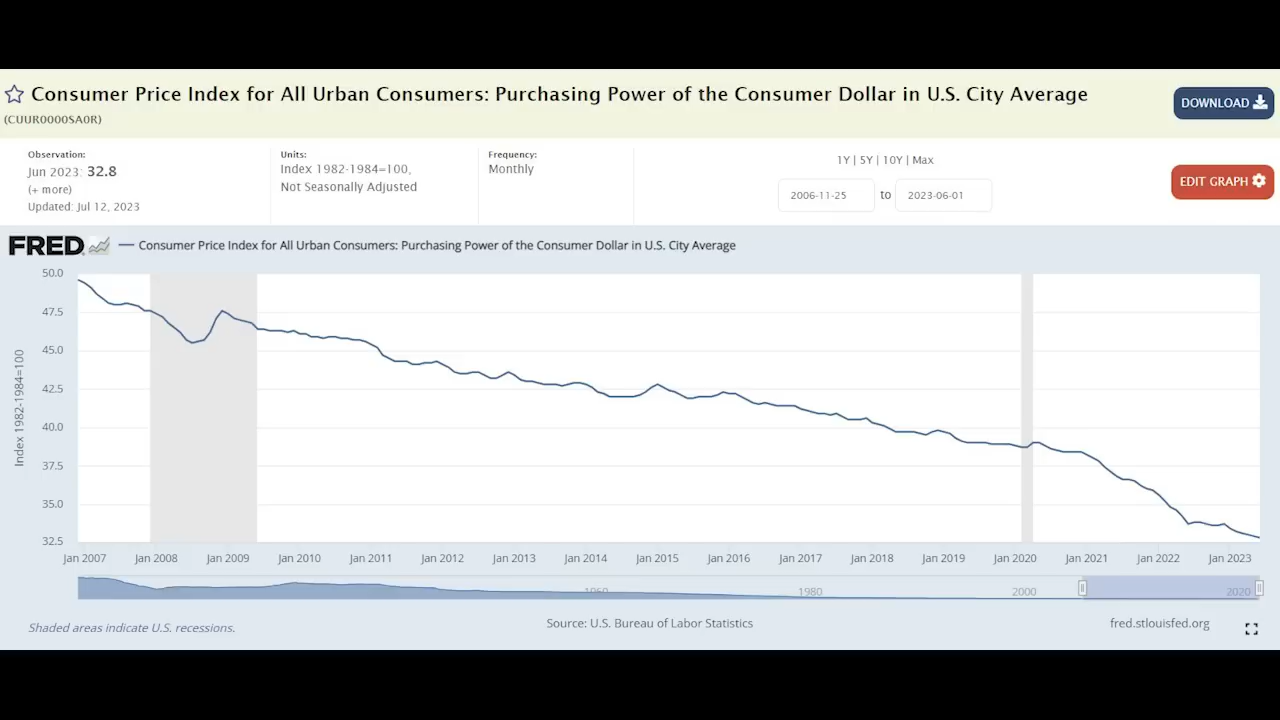 Consumer Price Index for All Urban Consumers: Purchasing Power of the Consumer Dollar in U.S. City Average
(CUUR0000SA0R)
DOWNLOAD
Observation:
Jun 2023: 32.8
(+ more)
Updated: Jul 12, 2023
Units:
Index 1982-1984=100,
Not Seasonally Adjusted
Frequency:
Monthly
1Y | 5Y | 10Y | Max
2006-11-25 to 2023-06-01
EDIT GRAPH
FRED
Consumer Price Index for All Urban Consumers: Purchasing Power of the Consumer Dollar in U.S. City Average
Index 1982-1984=100
50.0
47.5
45.0
42.5
40.0
37.5
35.0
32.5
Jan 2007 Jan 2008 Jan 2009 Jan 2010 Jan 2011 Jan 2012 Jan 2013 Jan 2014 Jan 2015 Jan 2016 Jan 2017 Jan 2018 Jan 2019 Jan 2020 Jan 2021 Jan 2022 Jan 2023
1960 1980 2000 2020
Shaded areas indicate U.S. recessions.
Source: U.S. Bureau of Labor Statistics
fred.stlouisfed.org